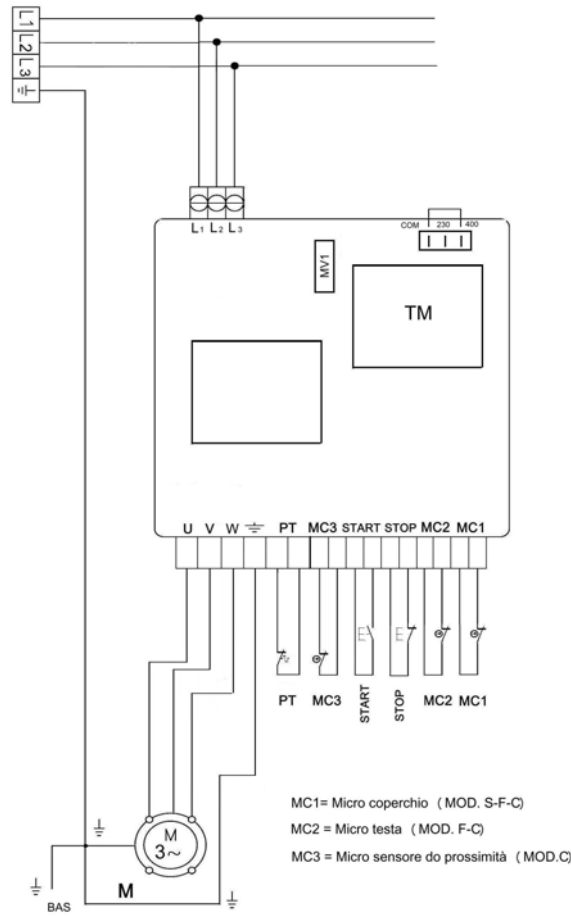 L1
L2
L3
L1 L2 L3
COM 230 400
MV1
TM
U V W PT MC3 START STOP MC2 MC1
PT MC3 START STOP MC2 MC1
MC1= Micro coperchio ( MOD. S-F-C)
MC2 = Micro testa ( MOD. F-C)
MC3 = Micro sensore do prossimità ( MOD.C)
M
3~
M
BAS